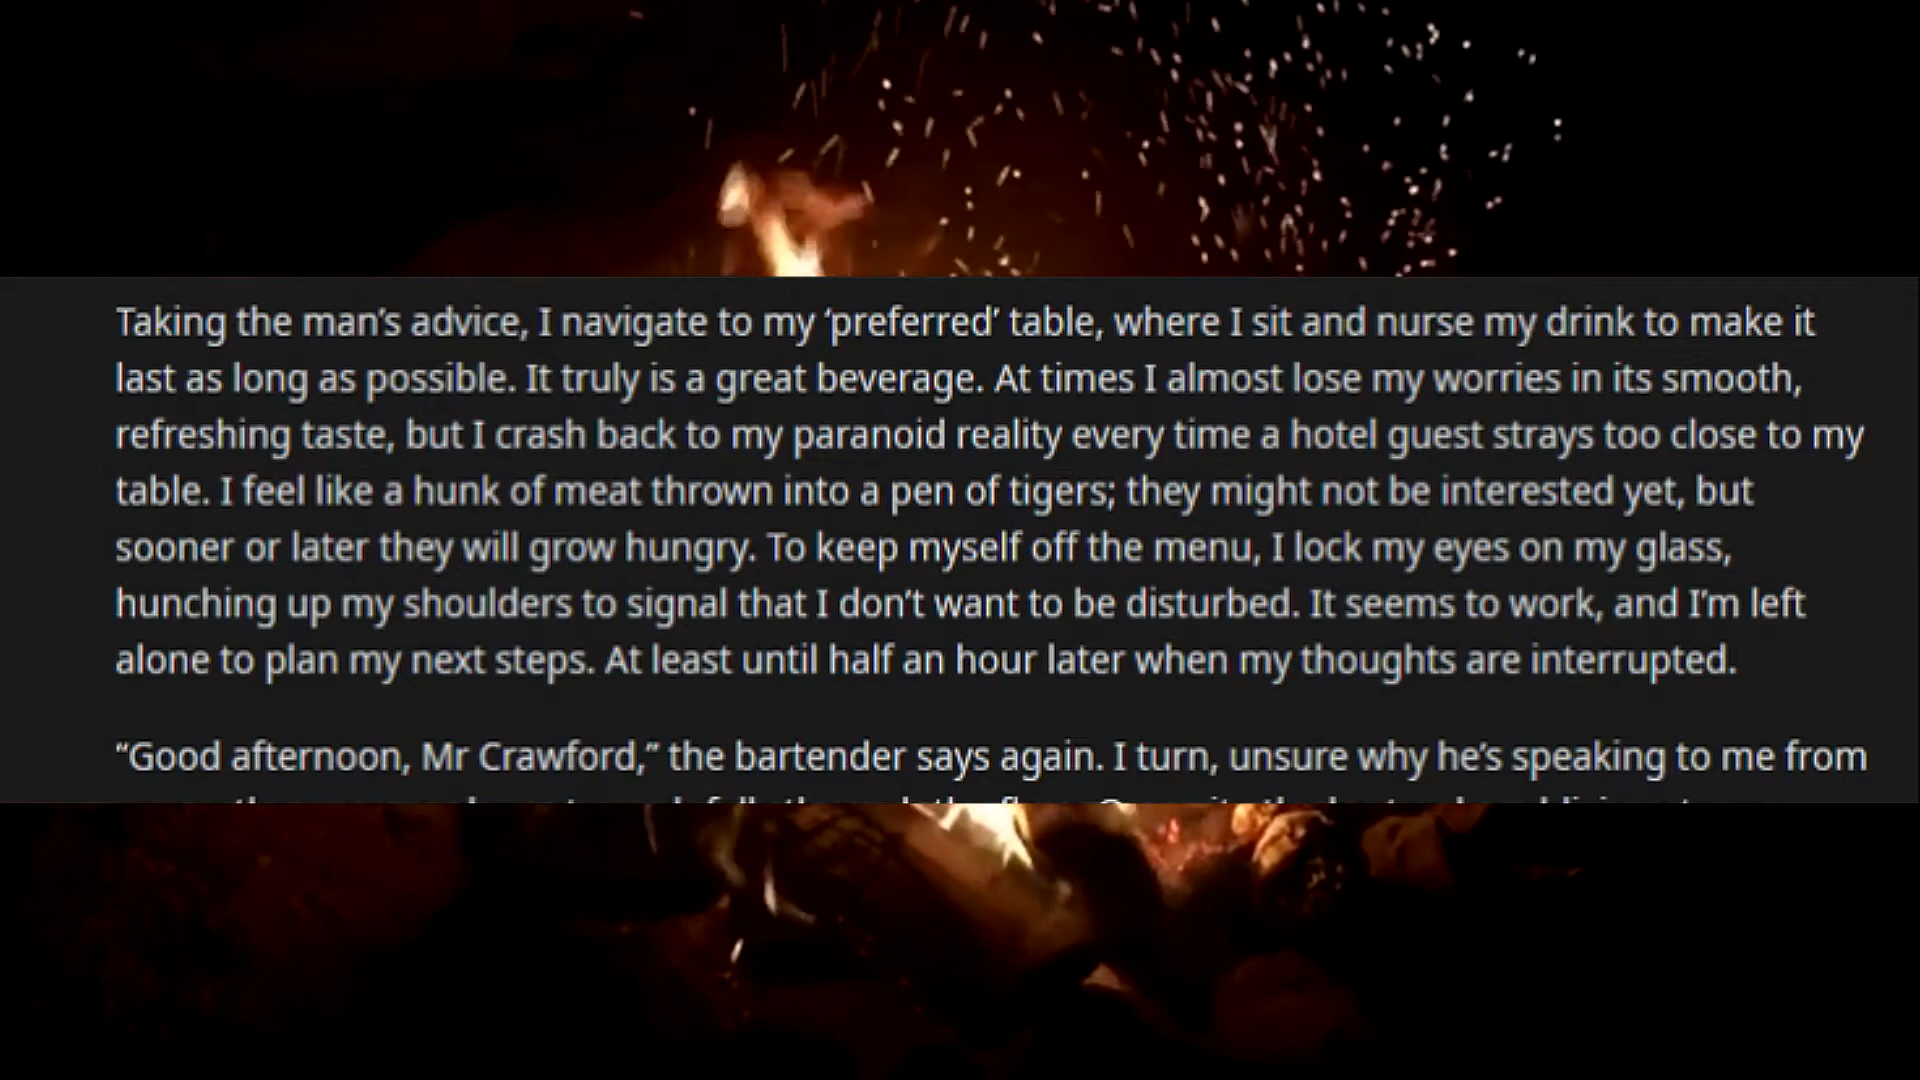 Taking the man’s advice, I navigate to my ‘preferred’ table, where I sit and nurse my drink to make it
last as long as possible. It truly is a great beverage. At times I almost lose my worries in its smooth,
refreshing taste, but I crash back to my paranoid reality every time a hotel guest strays too close to my
table. I feel like a hunk of meat thrown into a pen of tigers; they might not be interested yet, but
sooner or later they will grow hungry. To keep myself off the menu, I lock my eyes on my glass,
hunching up my shoulders to signal that I don’t want to be disturbed. It seems to work, and I’m left
alone to plan my next steps. At least until half an hour later when my thoughts are interrupted.
“Good afternoon, Mr Crawford,” the bartender says again. I turn, unsure why he’s speaking to me from